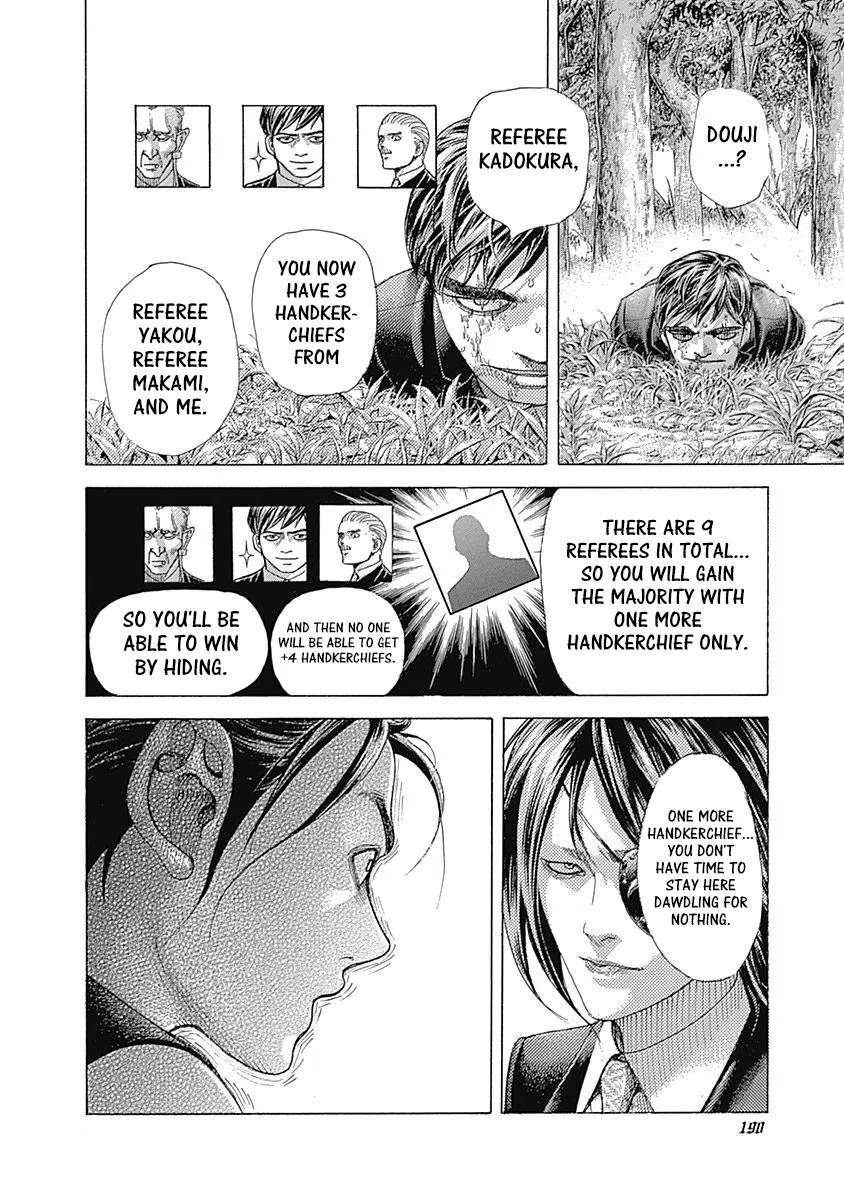 DOUJI
...?
REFEREE
KADOKURA,
YOU NOW
HAVE 3
HANDKER-
CHIEFS
FROM
REFEREE
YAKOU,
REFEREE
MAKAMI,
AND ME.
THERE ARE 9
REFEREES IN TOTAL...
SO YOU WILL GAIN
THE MAJORITY WITH
ONE MORE
HANDKERCHIEF ONLY.
AND THEN NO ONE
WILL BE ABLE TO GET
+4 HANDKERCHIEFS.
SO YOU'LL BE
ABLE TO WIN
BY HIDING.
ONE MORE
HANDKERCHIEF...
YOU DON'T
HAVE TIME TO
STAY HERE
DAWDLING FOR
NOTHING.
190